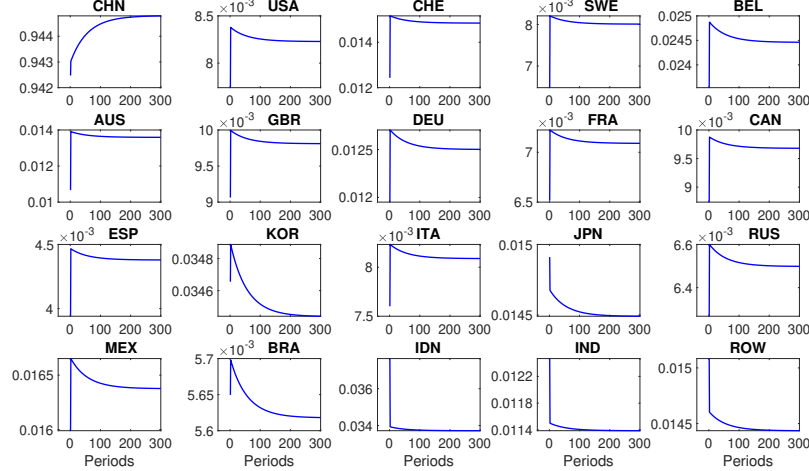 CHN
0.944
0.943
0.942
0 100 200 300
USA
×10⁻³
8.5
8
0 100 200 300
CHE
0.014
0.012
0 100 200 300
SWE
×10⁻³
8
7
0 100 200 300
BEL
0.025
0.0245
0.024
0 100 200 300
AUS
0.014
0.012
0.01
0 100 200 300
GBR
×10⁻³
10
9.5
9
0 100 200 300
DEU
0.0125
0.012
0 100 200 300
FRA
×10⁻³
7
6.5
0 100 200 300
CAN
×10⁻³
10
9.5
9
0 100 200 300
ESP
×10⁻³
4.5
4
0 100 200 300
KOR
0.0348
0.0346
0 100 200 300
ITA
×10⁻³
8
7.5
0 100 200 300
JPN
0.015
0.0145
0 100 200 300
RUS
×10⁻³
6.6
6.4
0 100 200 300
MEX
0.0165
0.016
0 100 200 300
Periods
BRA
×10⁻³
5.7
5.65
5.6
0 100 200 300
Periods
IDN
0.036
0.034
0 100 200 300
Periods
IND
0.0122
0.0118
0.0114
0 100 200 300
Periods
ROW
0.015
0.0145
0 100 200 300
Periods